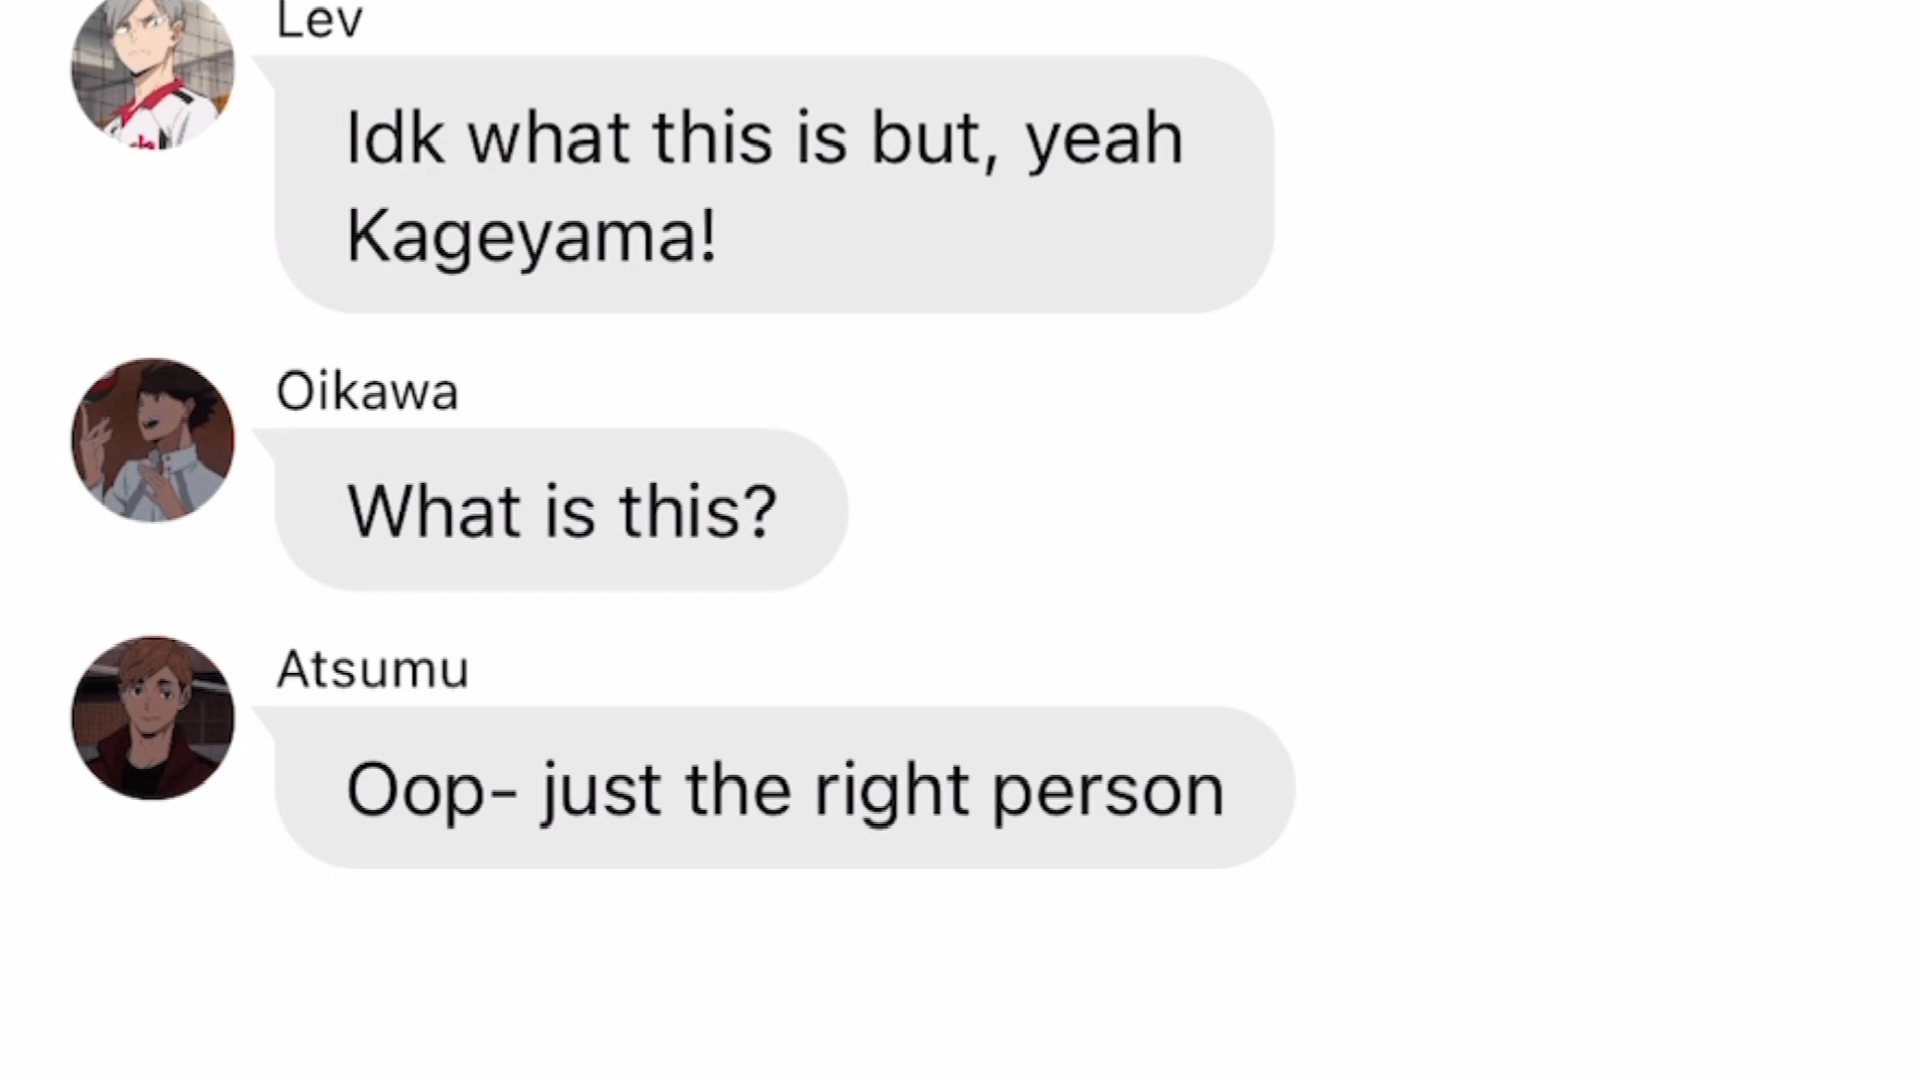 Lev
Idk what this is but, yeah
Kageyama!
Oikawa
What is this?
Atsumu
Oop- just the right person